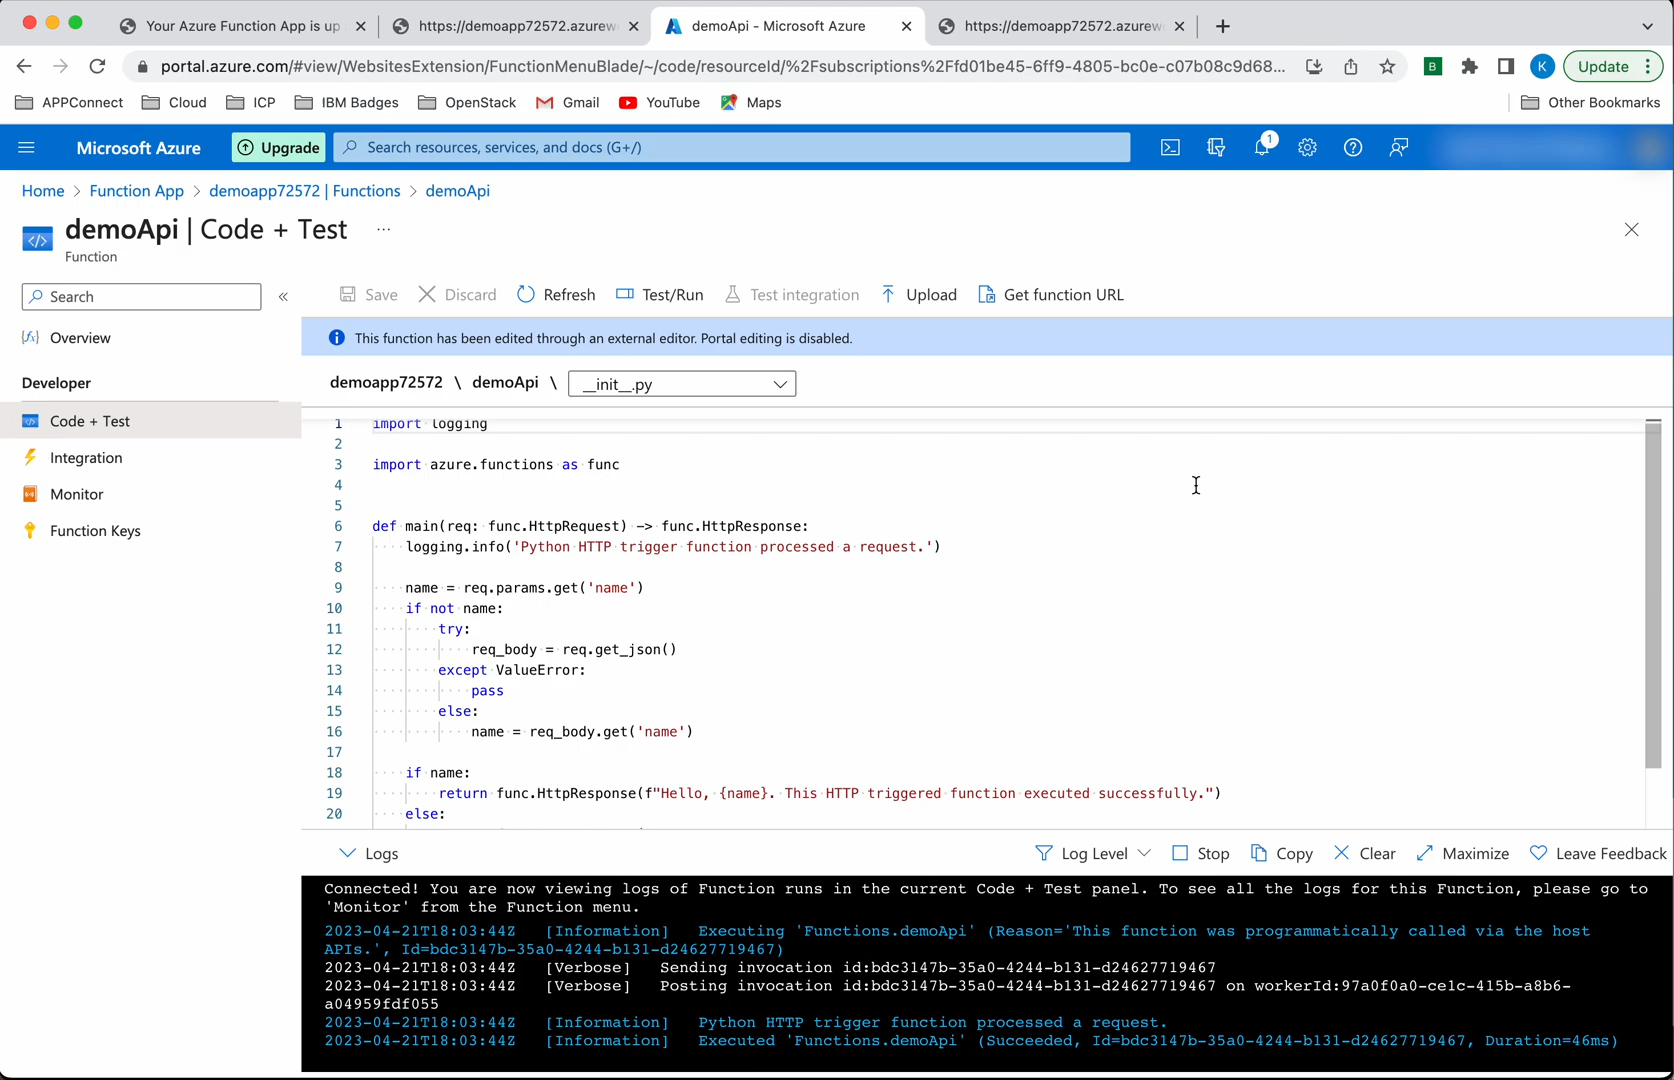 Your Azure Function App is up
https://demoapp72572.azurew
demoApi - Microsoft Azure
https://demoapp72572.azurew
portal.azure.com/#view/WebsitesExtension/FunctionMenuBlade/~/code/resourceId/%2Fsubscriptions%2Ffd01be45-6ff9-4805-bc0e-c07b08c9d68...
B
K
Update
APPConnect
Cloud
ICP
IBM Badges
OpenStack
Gmail
YouTube
Maps
Other Bookmarks
Microsoft Azure
Upgrade
Search resources, services, and docs (G+/)
1
Home > Function App > demoapp72572 | Functions > demoApi
demoApi | Code + Test ...
Function
Search
«
Save
Discard
Refresh
Test/Run
Test integration
Upload
Get function URL
Overview
This function has been edited through an external editor. Portal editing is disabled.
Developer
demoapp72572 \ demoApi \ __init__.py
Code + Test
Integration
Monitor
Function Keys
1 import logging
2
3 import azure.functions as func
4
5
6 def main(req: func.HttpRequest) -> func.HttpResponse:
7 logging.info('Python HTTP trigger function processed a request.')
8
9 name = req.params.get('name')
10 if not name:
11 try:
12 req_body = req.get_json()
13 except ValueError:
14 pass
15 else:
16 name = req_body.get('name')
17
18 if name:
19 return func.HttpResponse(f"Hello, {name}. This HTTP triggered function executed successfully.")
20 else:
Logs
Log Level
Stop
Copy
Clear
Maximize
Leave Feedback
Connected! You are now viewing logs of Function runs in the current Code + Test panel. To see all the logs for this Function, please go to
'Monitor' from the Function menu.
2023-04-21T18:03:44Z [Information] Executing 'Functions.demoApi' (Reason='This function was programmatically called via the host
APIs.', Id=bdc3147b-35a0-4244-b131-d24627719467)
2023-04-21T18:03:44Z [Verbose] Sending invocation id:bdc3147b-35a0-4244-b131-d24627719467
2023-04-21T18:03:44Z [Verbose] Posting invocation id:bdc3147b-35a0-4244-b131-d24627719467 on workerId:97a0f0a0-ce1c-415b-a8b6-
a04959fdf055
2023-04-21T18:03:44Z [Information] Python HTTP trigger function processed a request.
2023-04-21T18:03:44Z [Information] Executed 'Functions.demoApi' (Succeeded, Id=bdc3147b-35a0-4244-b131-d24627719467, Duration=46ms)